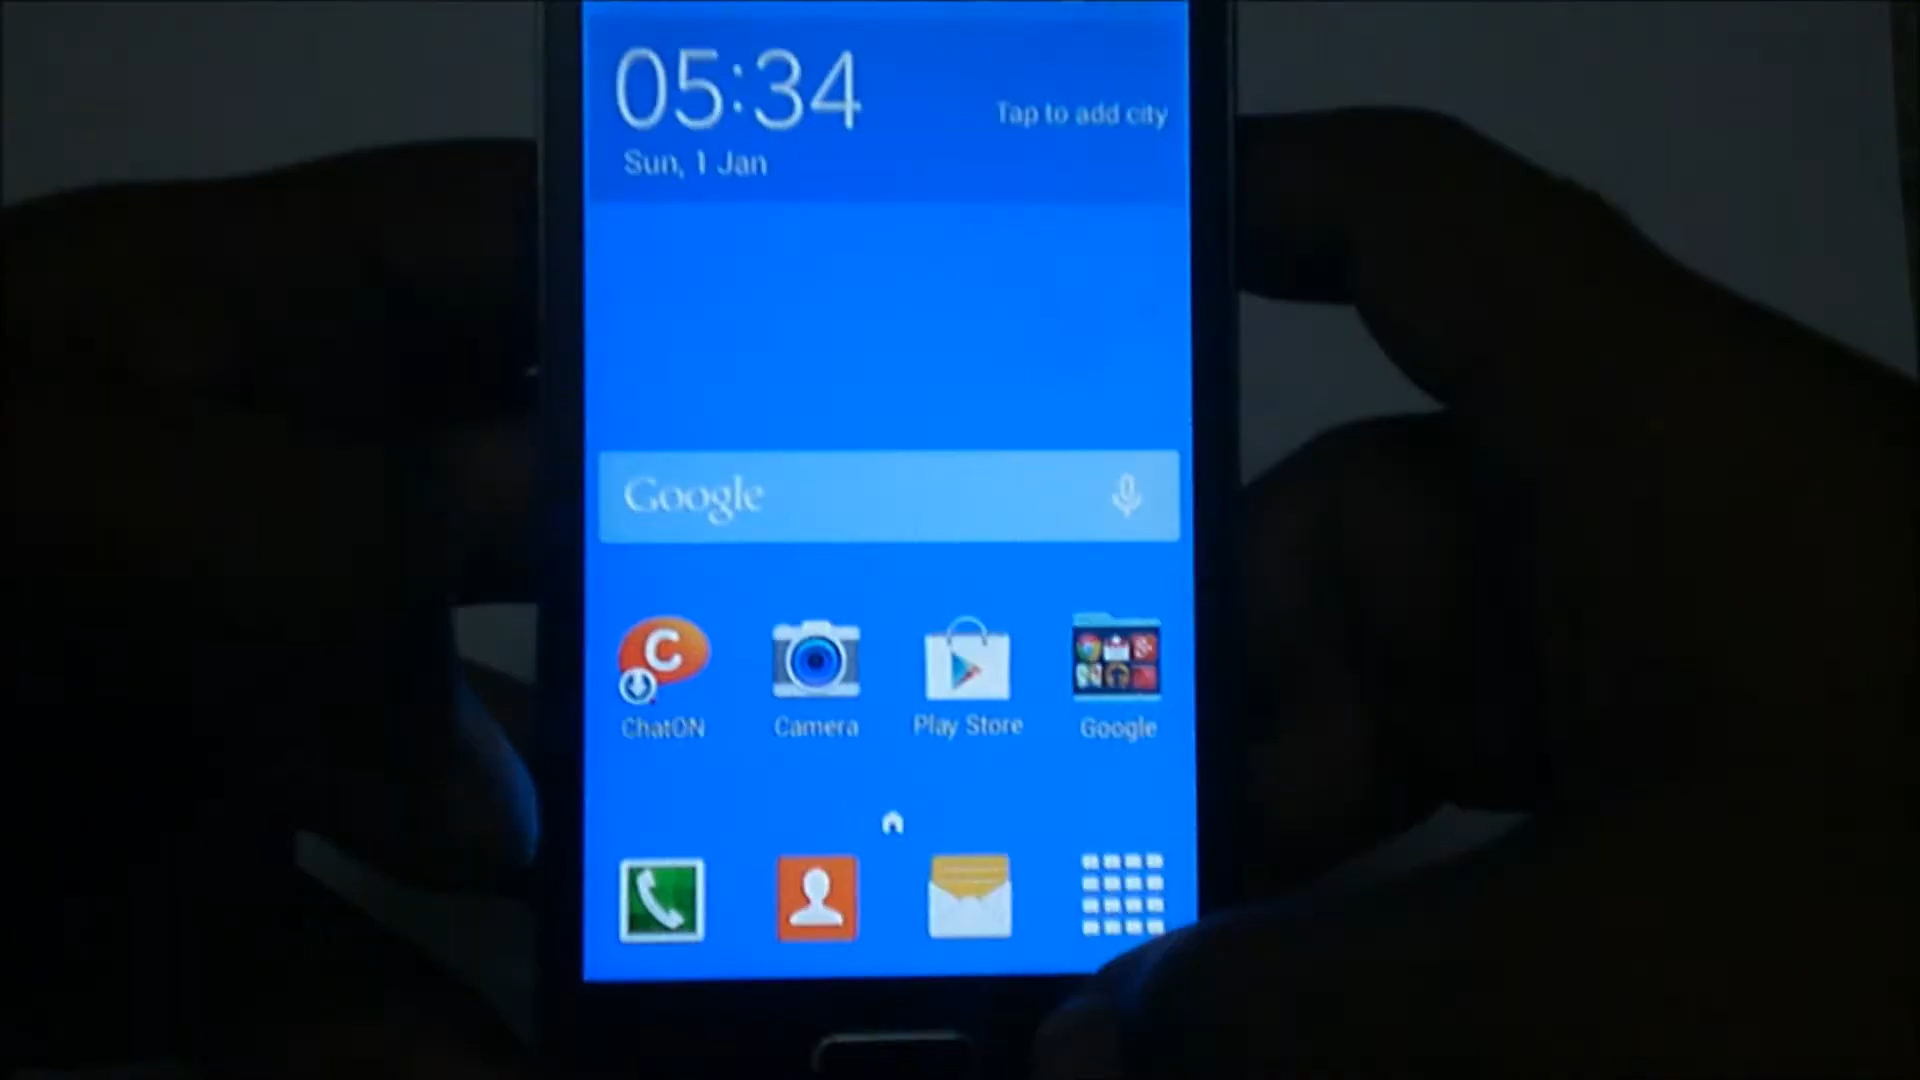 05:34
Tap to add city
Sun, 1 Jan
Google
C
ChatON
Camera
Play Store
Google